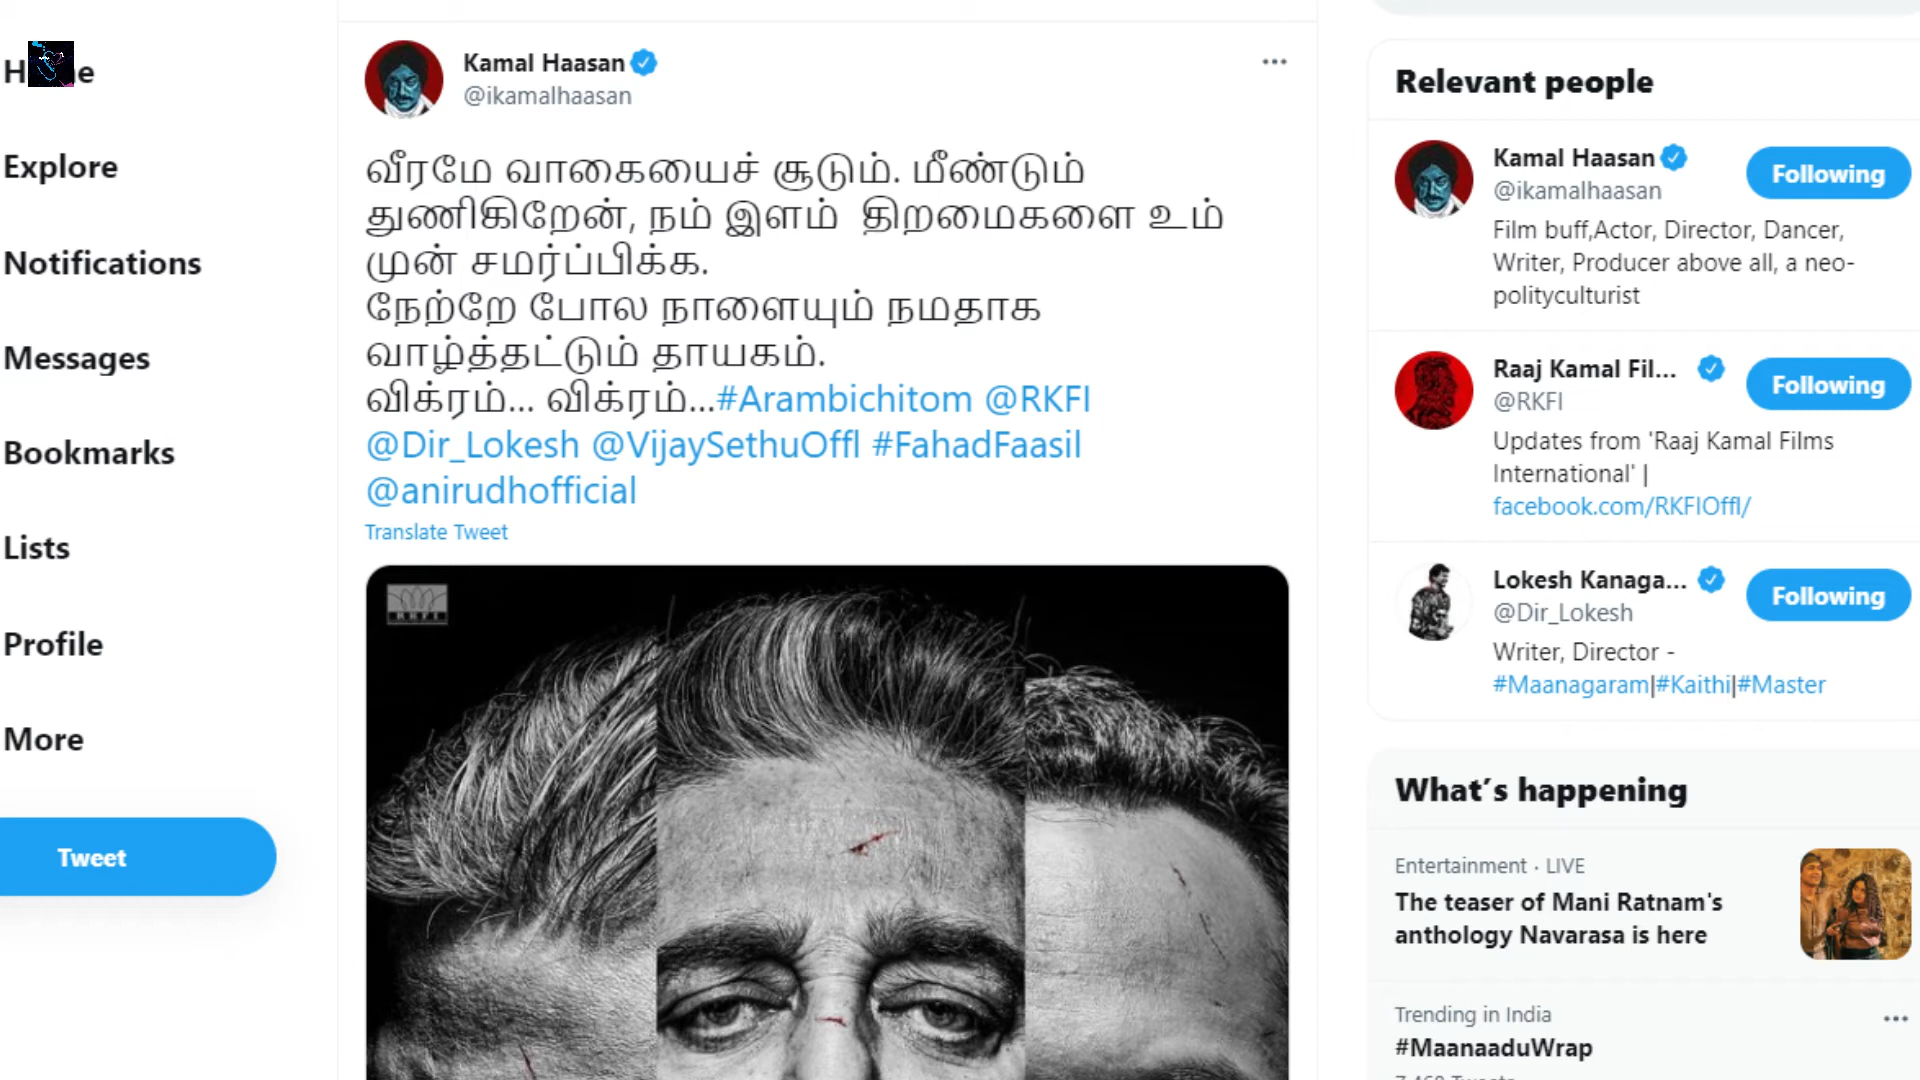 Home
Explore
Notifications
Messages
Bookmarks
Lists
Profile
More
Tweet
Kamal Haasan
@ikamalhaasan
வீரமே வாகையைச் சூடும். மீண்டும்
துணிகிறேன், நம் இளம் திறமைகளை உம்
முன் சமர்ப்பிக்க.
நேற்றே போல நாளையும் நமதாக
வாழ்த்தட்டும் தாயகம்.
விக்ரம்... விக்ரம்...#Arambichitom @RKFI
@Dir_Lokesh @VijaySethuOffl #FahadFaasil
@anirudhofficial
Translate Tweet
RKFI
Relevant people
Kamal Haasan
@ikamalhaasan
Following
Film buff,Actor, Director, Dancer,
Writer, Producer above all, a neo-
polityculturist
Raaj Kamal Fil...
@RKFI
Following
Updates from 'Raaj Kamal Films
International' |
facebook.com/RKFIOffl/
Lokesh Kanaga...
@Dir_Lokesh
Following
Writer, Director -
#Maanagaram|#Kaithi|#Master
What's happening
Entertainment · LIVE
The teaser of Mani Ratnam's
anthology Navarasa is here
Trending in India
#MaanaaduWrap